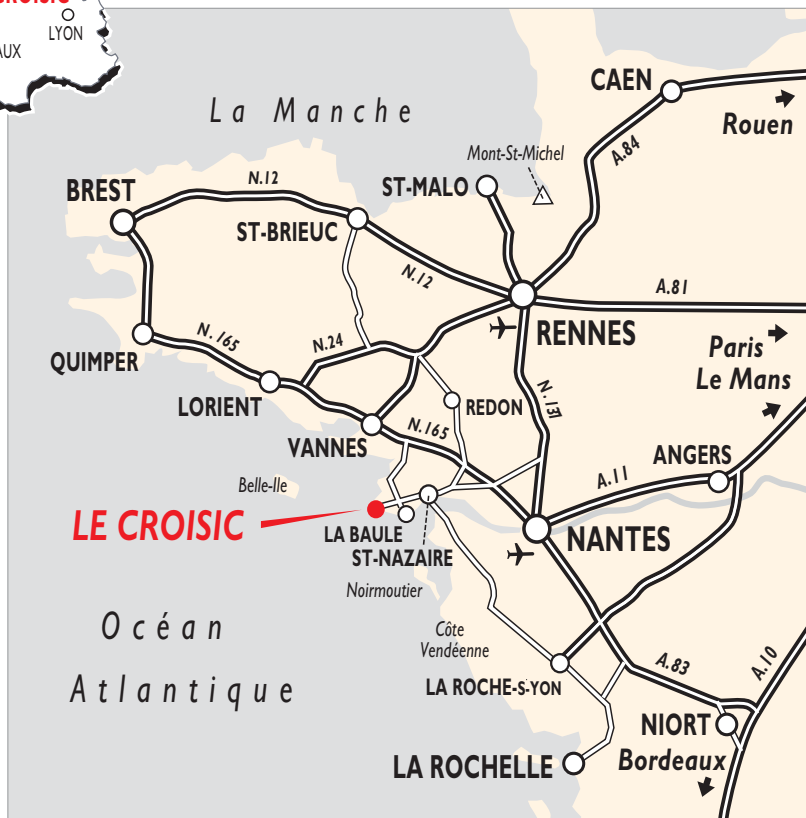 CROISIC
LYON
AUX
La Manche
CAEN
Rouen
A.84
Mont-St-Michel
ST-MALO
BREST
N.12
ST-BRIEUC
N.12
A.81
RENNES
N. 165
N.24
QUIMPER
Paris
Le Mans
N. 137
LORIENT
REDON
VANNES
N.165
ANGERS
A.11
Belle-Ile
LE CROISIC
LA BAULE
ST-NAZAIRE
NANTES
Noirmoutier
Océan
Atlantique
Côte
Vendéenne
LA ROCHE-S-YON
A.83
A.10
NIORT
Bordeaux
LA ROCHELLE